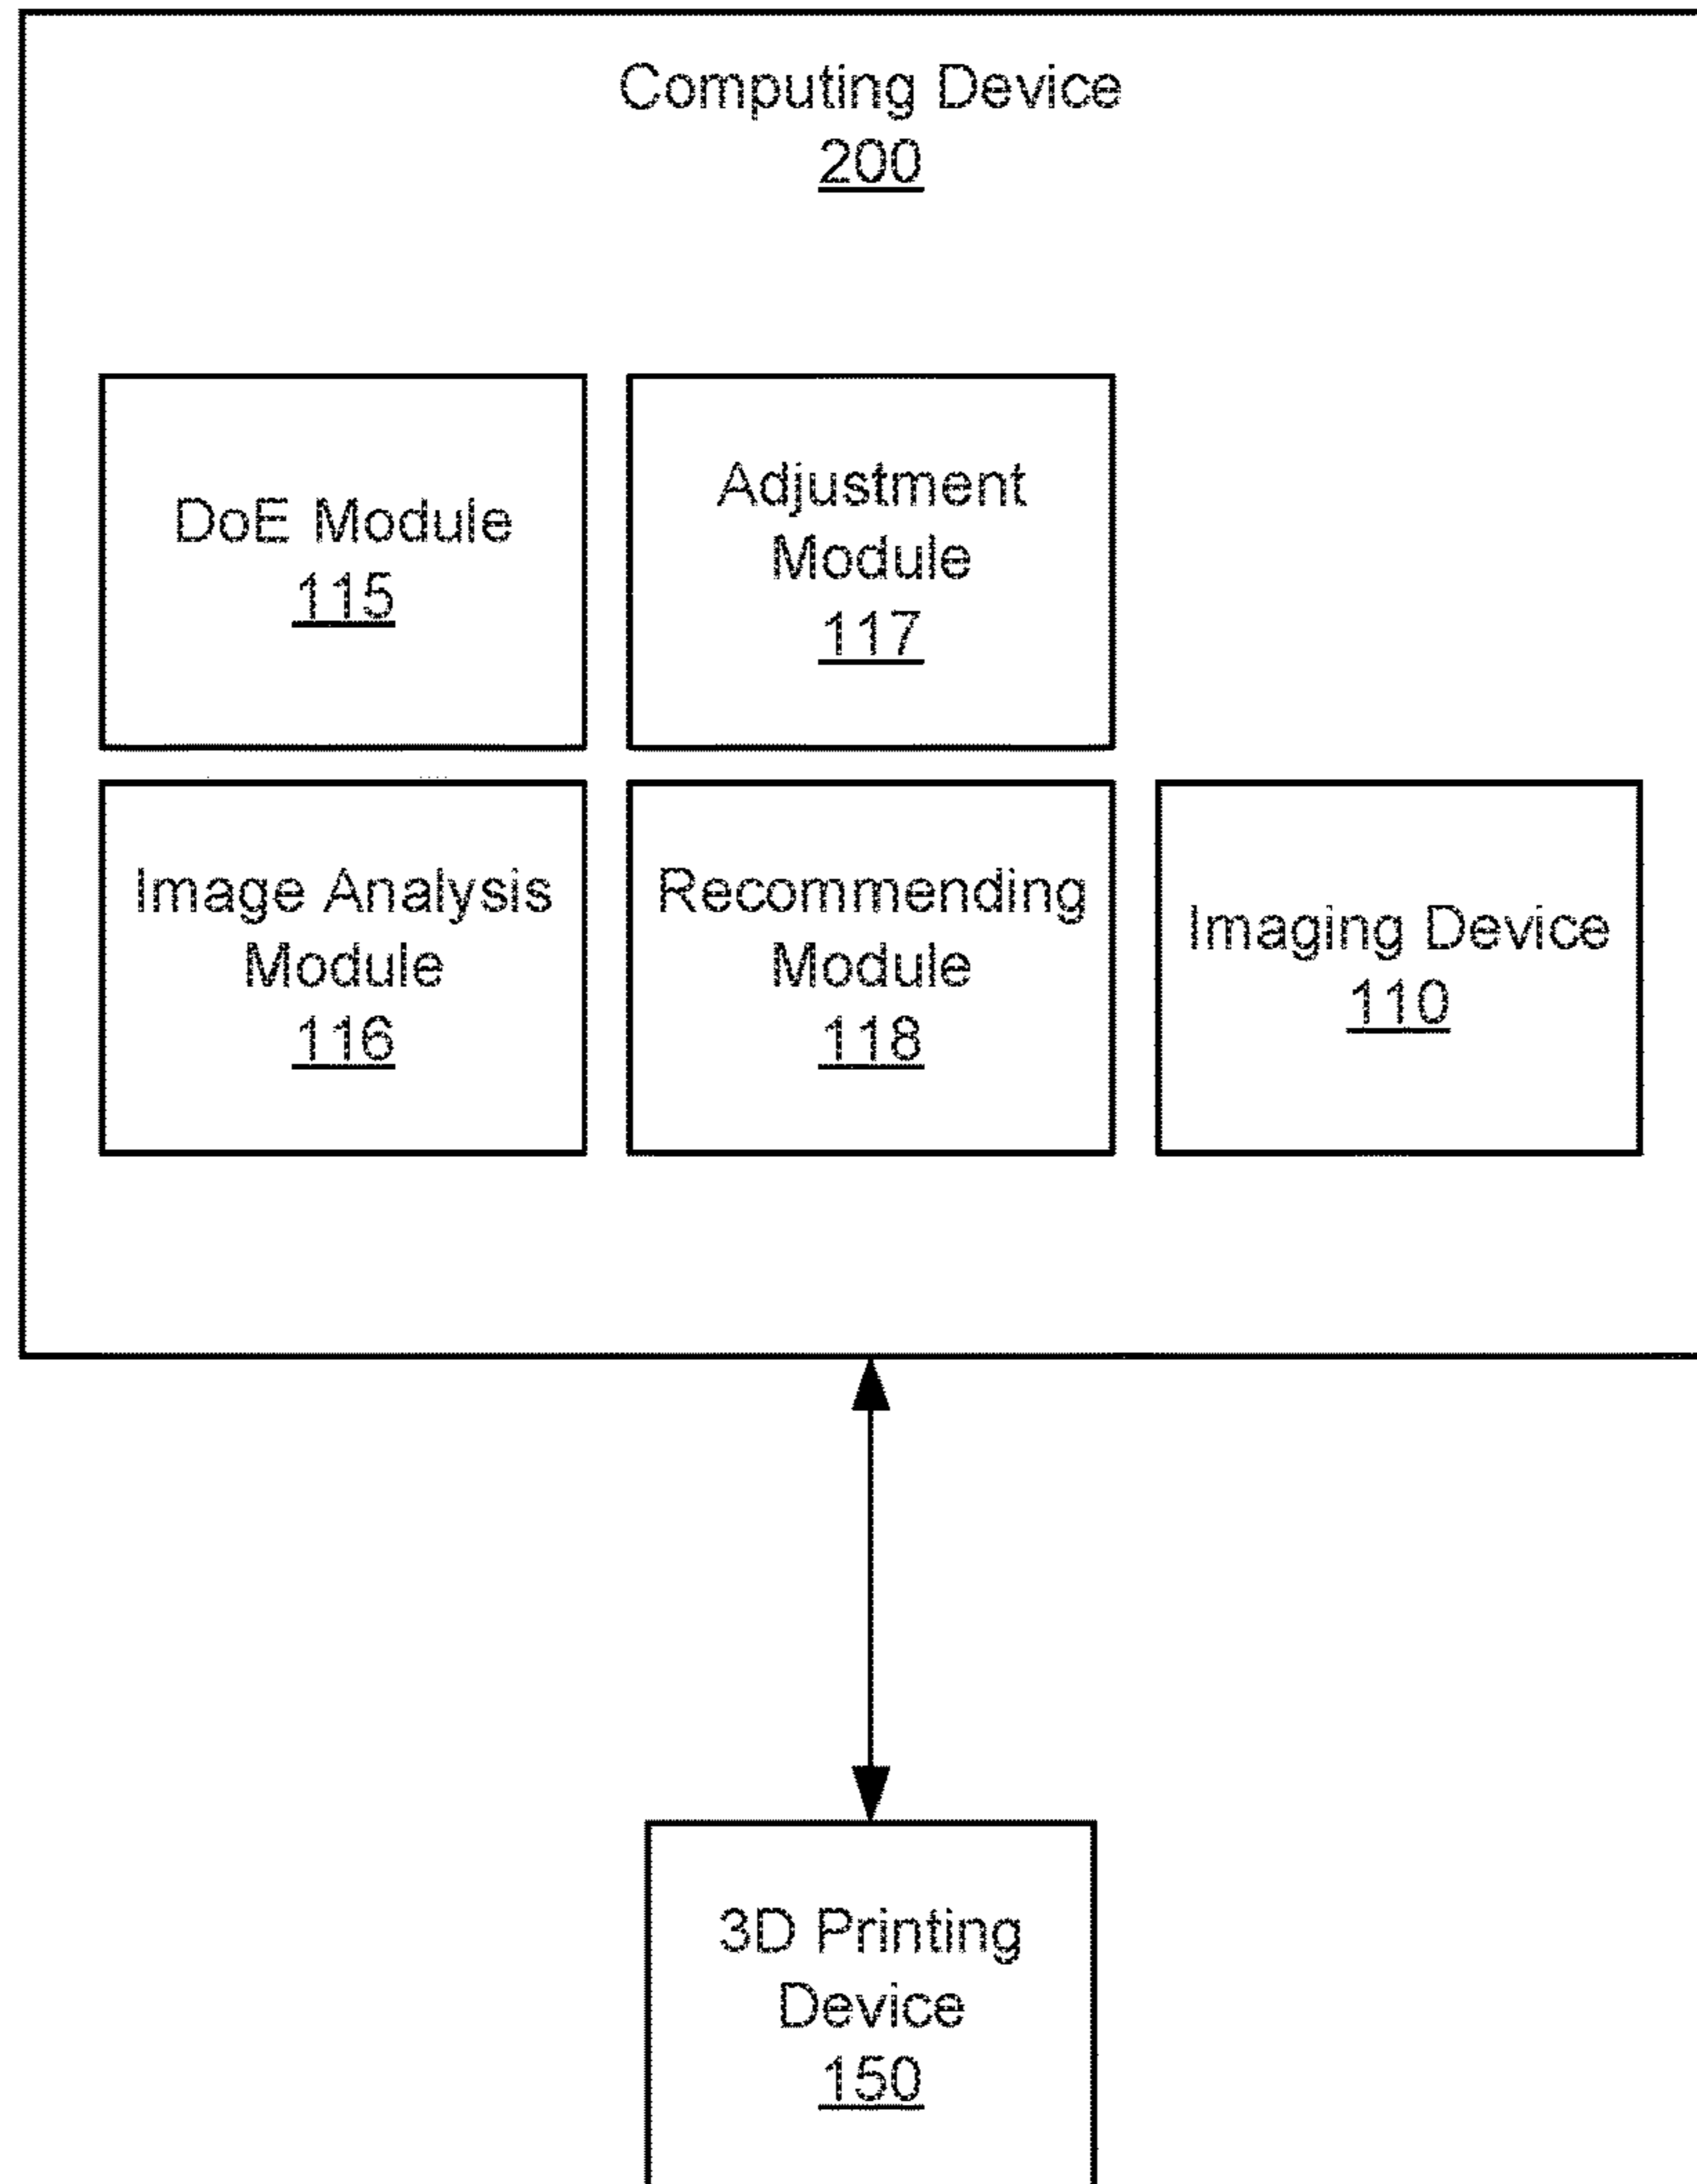 Computing Device
200
DoE Module
115
Adjustment
Module
117
Image Analysis
Module
116
Recommending
Module
118
Imaging Device
110
3D Printing
Device
150